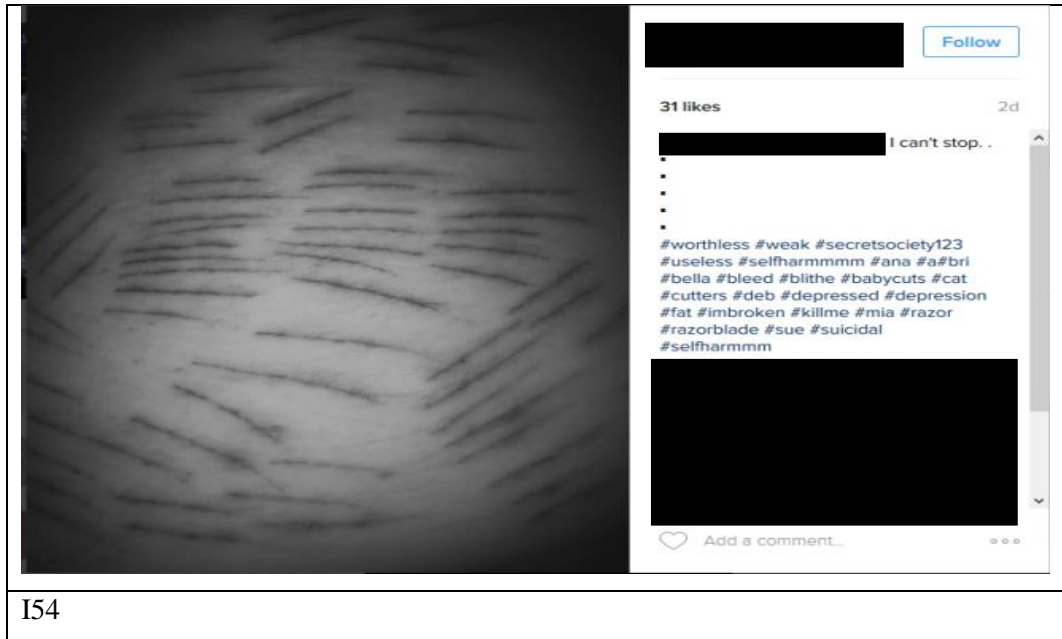 Follow
31 likes 2d
I can't stop. .
.
.
.
.
.
#worthless #weak #secretsociety123
#useless #selfharmmmm #ana #a#bri
#bella #bleed #blithe #babycuts #cat
#cutters #deb #depressed #depression
#fat #imbroken #killme #mia #razor
#razorblade #sue #suicidal
#selfharmmm
Add a comment...
I54